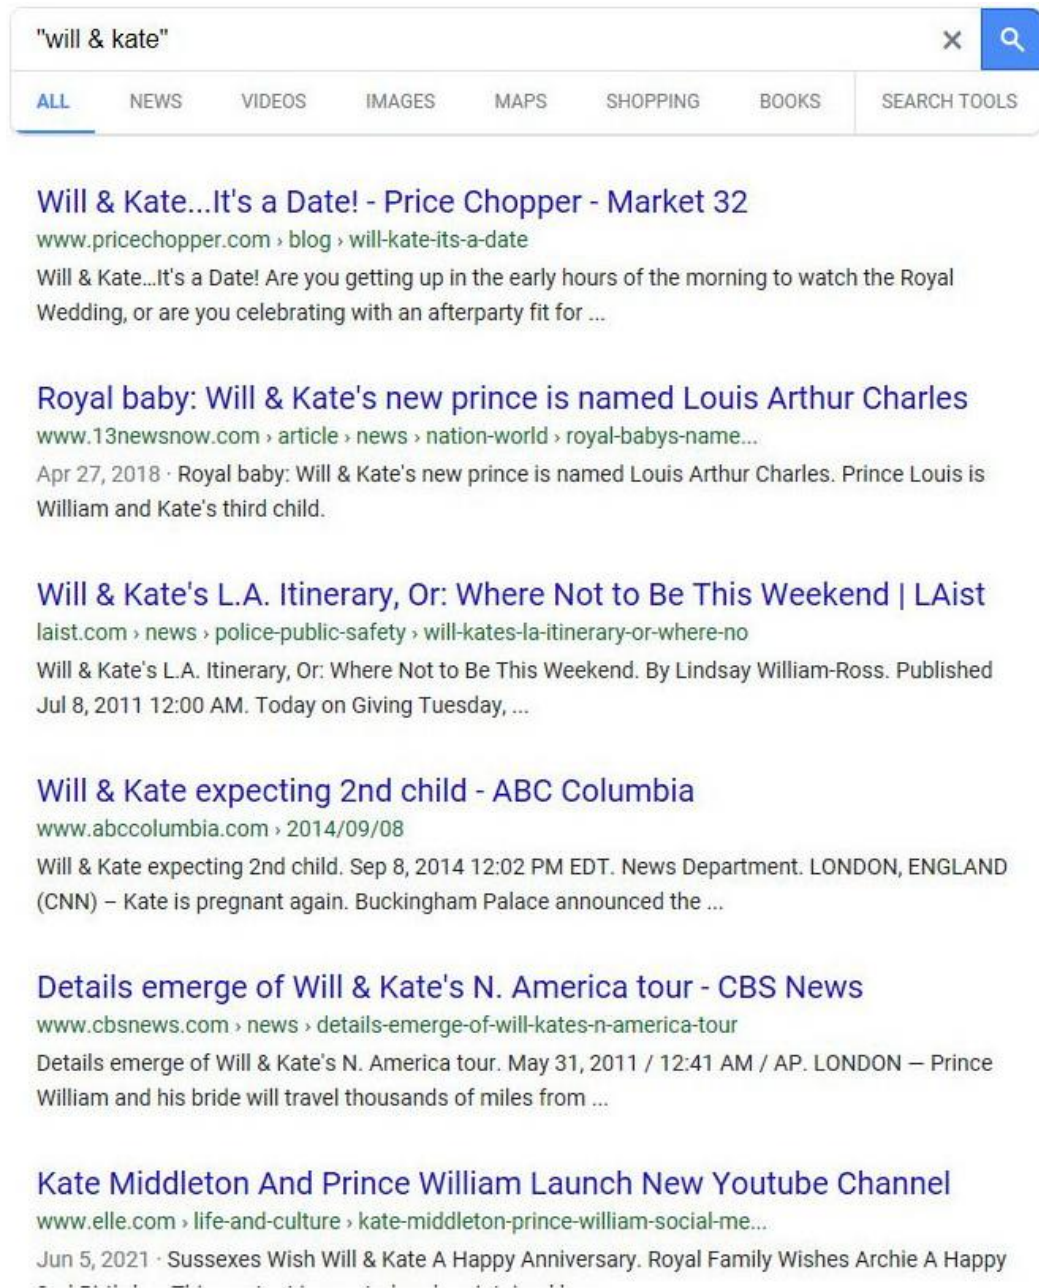 "will & kate"
ALL NEWS VIDEOS IMAGES MAPS SHOPPING BOOKS SEARCH TOOLS
Will & Kate...It's a Date! - Price Chopper - Market 32
www.pricechopper.com › blog › will-kate-its-a-date
Will & Kate...It's a Date! Are you getting up in the early hours of the morning to watch the Royal
Wedding, or are you celebrating with an afterparty fit for ...
Royal baby: Will & Kate's new prince is named Louis Arthur Charles
www.13newsnow.com › article › news › nation-world › royal-babys-name...
Apr 27, 2018 · Royal baby: Will & Kate's new prince is named Louis Arthur Charles. Prince Louis is
William and Kate's third child.
Will & Kate's L.A. Itinerary, Or: Where Not to Be This Weekend | LAist
laist.com › news › police-public-safety › will-kates-la-itinerary-or-where-no
Will & Kate's L.A. Itinerary, Or: Where Not to Be This Weekend. By Lindsay William-Ross. Published
Jul 8, 2011 12:00 AM. Today on Giving Tuesday, ...
Will & Kate expecting 2nd child - ABC Columbia
www.abccolumbia.com › 2014/09/08
Will & Kate expecting 2nd child. Sep 8, 2014 12:02 PM EDT. News Department. LONDON, ENGLAND
(CNN) – Kate is pregnant again. Buckingham Palace announced the ...
Details emerge of Will & Kate's N. America tour - CBS News
www.cbsnews.com › news › details-emerge-of-will-kates-n-america-tour
Details emerge of Will & Kate's N. America tour. May 31, 2011 / 12:41 AM / AP. LONDON — Prince
William and his bride will travel thousands of miles from ...
Kate Middleton And Prince William Launch New Youtube Channel
www.elle.com › life-and-culture › kate-middleton-prince-william-social-me...
Jun 5, 2021 · Sussexes Wish Will & Kate A Happy Anniversary. Royal Family Wishes Archie A Happy